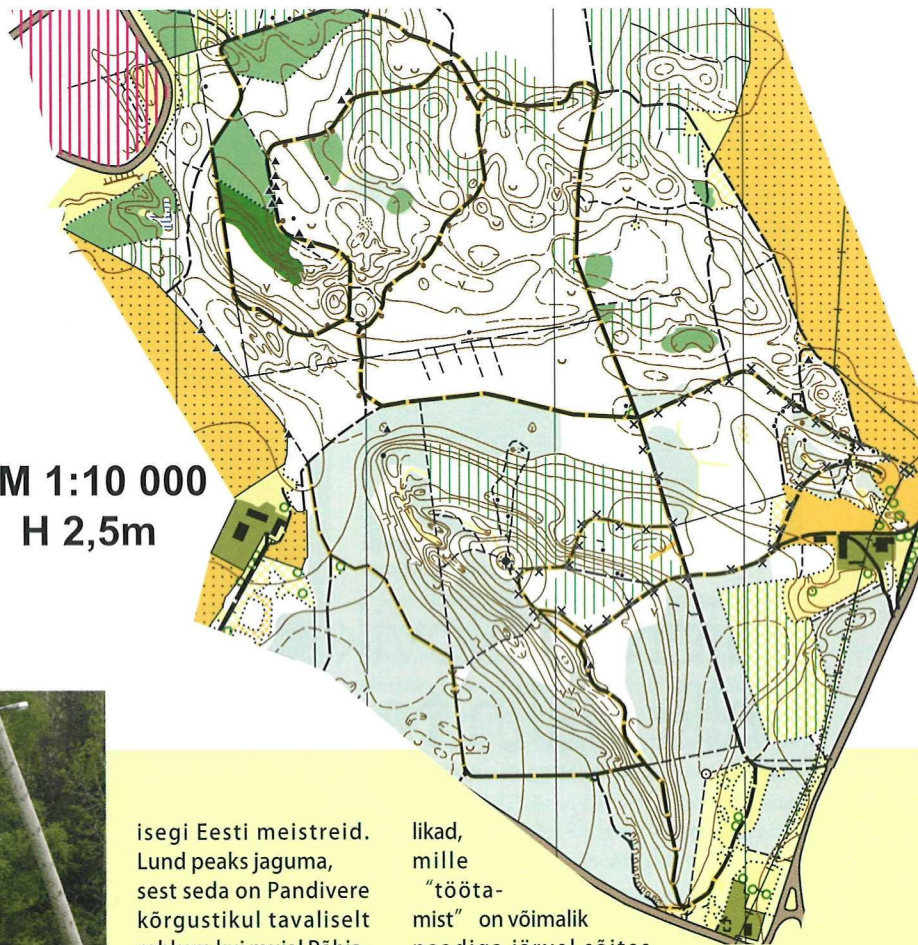 M 1:10 000
H 2,5m
isegi Eesti meistreid.
Lund peaks jaguma,
sest seda on Pandivere
kõrgustikul tavaliselt
likad,
mille
"tööta-
mist" on võimalik